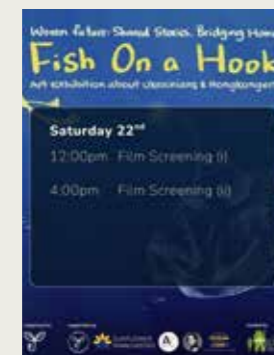 Woven Future: Shared Stories, Bridging Home
Fish On a Hook
Art exhibition about Ukrainians & Hongkongers
Saturday 22nd
12:00pm Film Screening (i)
4:00pm Film Screening (ii)